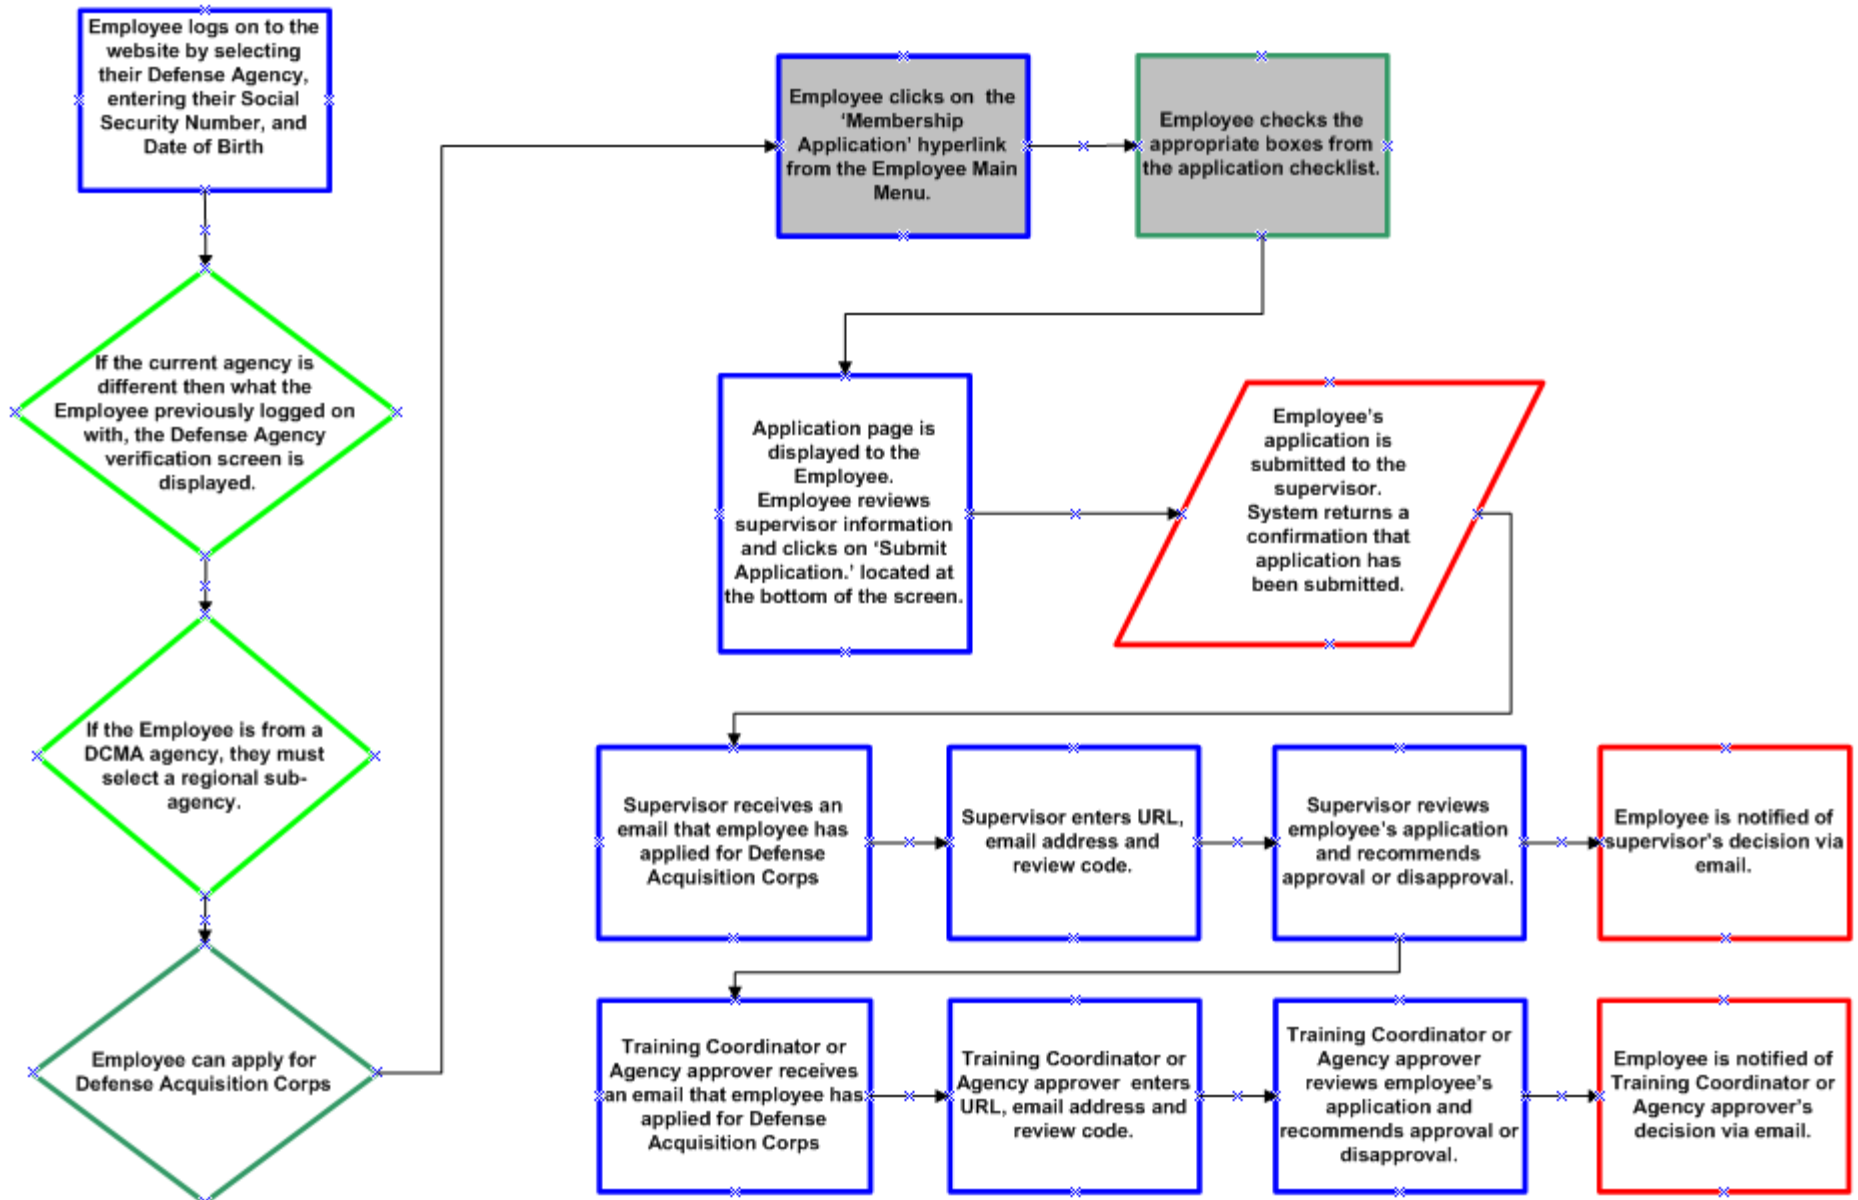 Employee logs on to the
website by selecting
their Defense Agency,
entering their Social
Security Number, and
Date of Birth
If the current agency is
different then what the
Employee previously logged on
with, the Defense Agency
verification screen is
displayed.
If the Employee is from a
DCMA agency, they must
select a regional sub-
agency.
Employee can apply for
Defense Acquisition Corps
Employee clicks on the
‘Membership
Application’ hyperlink
from the Employee Main
Menu.
Employee checks the
appropriate boxes from
the application checklist.
Application page is
displayed to the
Employee.
Employee reviews
supervisor information
and clicks on ‘Submit
Application.’ located at
the bottom of the screen.
Employee’s
application is
submitted to the
supervisor.
System returns a
confirmation that
application has
been submitted.
Supervisor receives an
email that employee has
applied for Defense
Acquisition Corps
Supervisor enters URL,
email address and
review code.
Supervisor reviews
employee’s application
and recommends
approval or disapproval.
Employee is notified of
supervisor’s decision via
email.
Training Coordinator or
Agency approver receives
an email that employee has
applied for Defense
Acquisition Corps
Training Coordinator or
Agency approver enters
URL, email address and
review code.
Training Coordinator or
Agency approver
reviews employee’s
application and
recommends approval or
disapproval.
Employee is notified of
Training Coordinator or
Agency approver’s
decision via email.